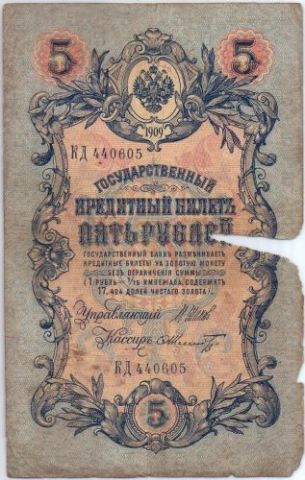 5 5
1909
КД 440605
ГОСУДАРСТВЕННЫЙ
КРЕДИТНЫЙ БИЛЕТЪ
ПЯТЬ РУБЛЕЙ
ГОСУДАРСТВЕННЫЙ БАНКЪ РАЗМѢНИВАЕТЪ
КРЕДИТНЫЕ БИЛЕТЫ НА ЗОЛОТУЮ МОНЕТУ
БЕЗЪ ОГРАНИЧЕНІЯ СУММЫ
(1 РУБЛЬ = 1/15 ИМПЕРІАЛА, СОДЕРЖИТЪ
17,424 ДОЛЕЙ ЧИСТАГО ЗОЛОТА).
Управляющій
Кассиръ
КД 440605
5